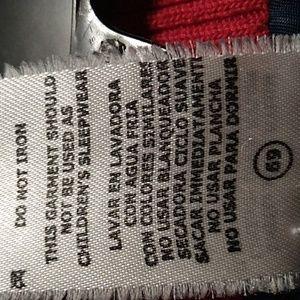 DO NOT IRON
THIS GARMENT SHOULD
NOT BE USED AS
CHILDREN'S SLEEPWEAR
LAVAR EN LAVADORA
CON AGUA FRIA
CON COLORES SIMILARES
NO USAR BLANQUEADOR
SECADORA CICLO SUAVE
SACAR IMMEDIATAMENTE
NO USAR PLANCHA
NO USAR PARA DORMIR
69